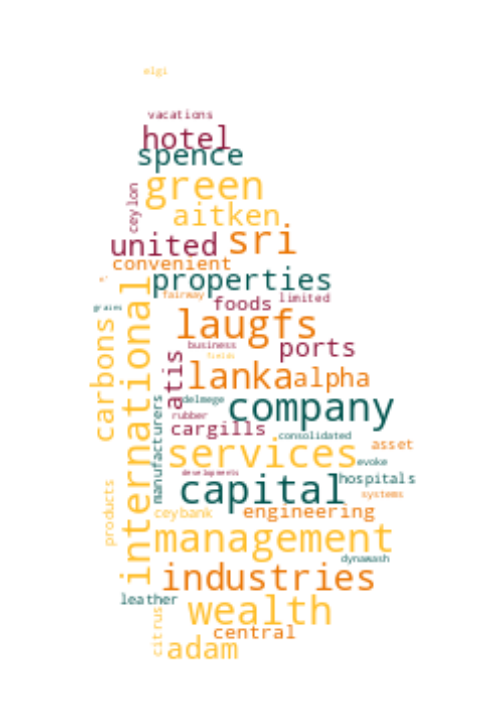 elgi
vacations
hotel
spence
green
ceylon
aitken
united
sri
convenient
properties
fairway
foods
limited
grains
international
laugfs
business
ports
fields
carbons
atis
lanka
alpha
delmege
company
rubber
manufacturers
cargills
consolidated
asset
services
evoke
developments
hospitals
capital
systems
products
ceybank
engineering
management
dynawash
industries
leather
wealth
citrus
central
adam